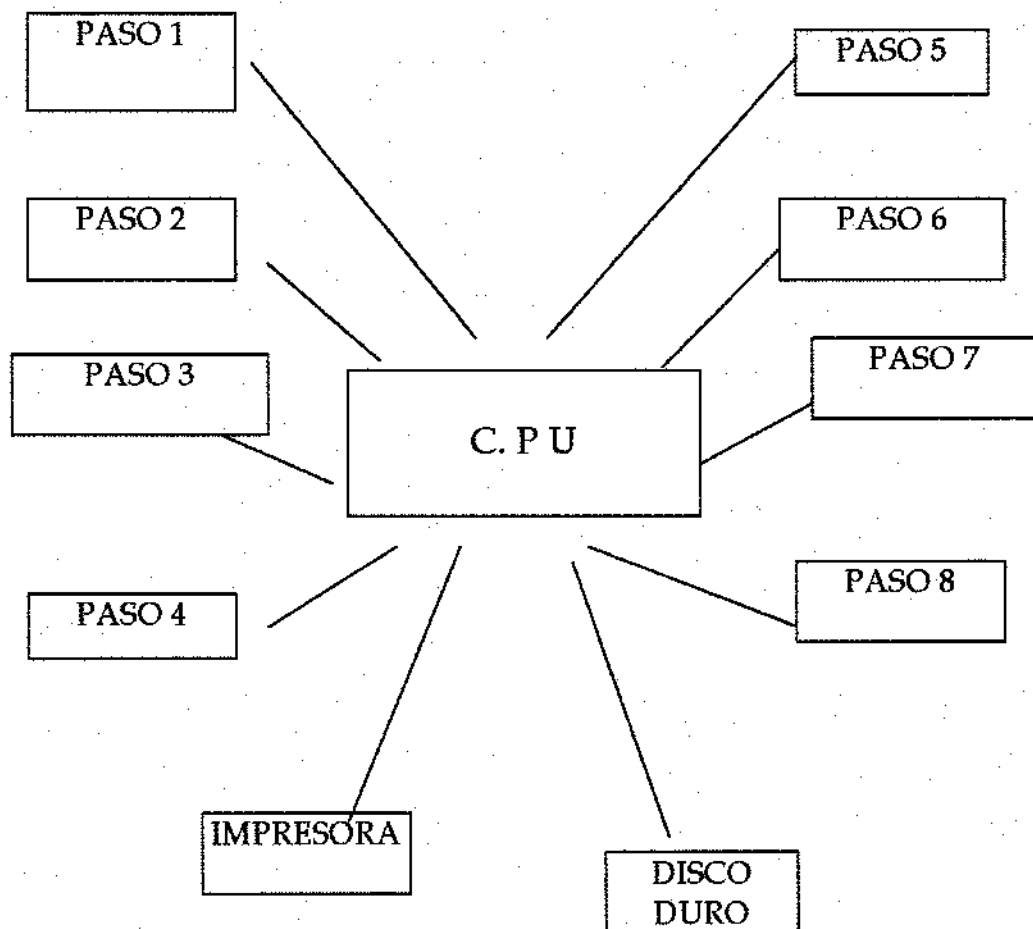 PASO 1
PASO 5
PASO 2
PASO 6
PASO 3
PASO 7
C. P U
PASO 4
PASO 8
IMPRESORA
DISCO
DURO